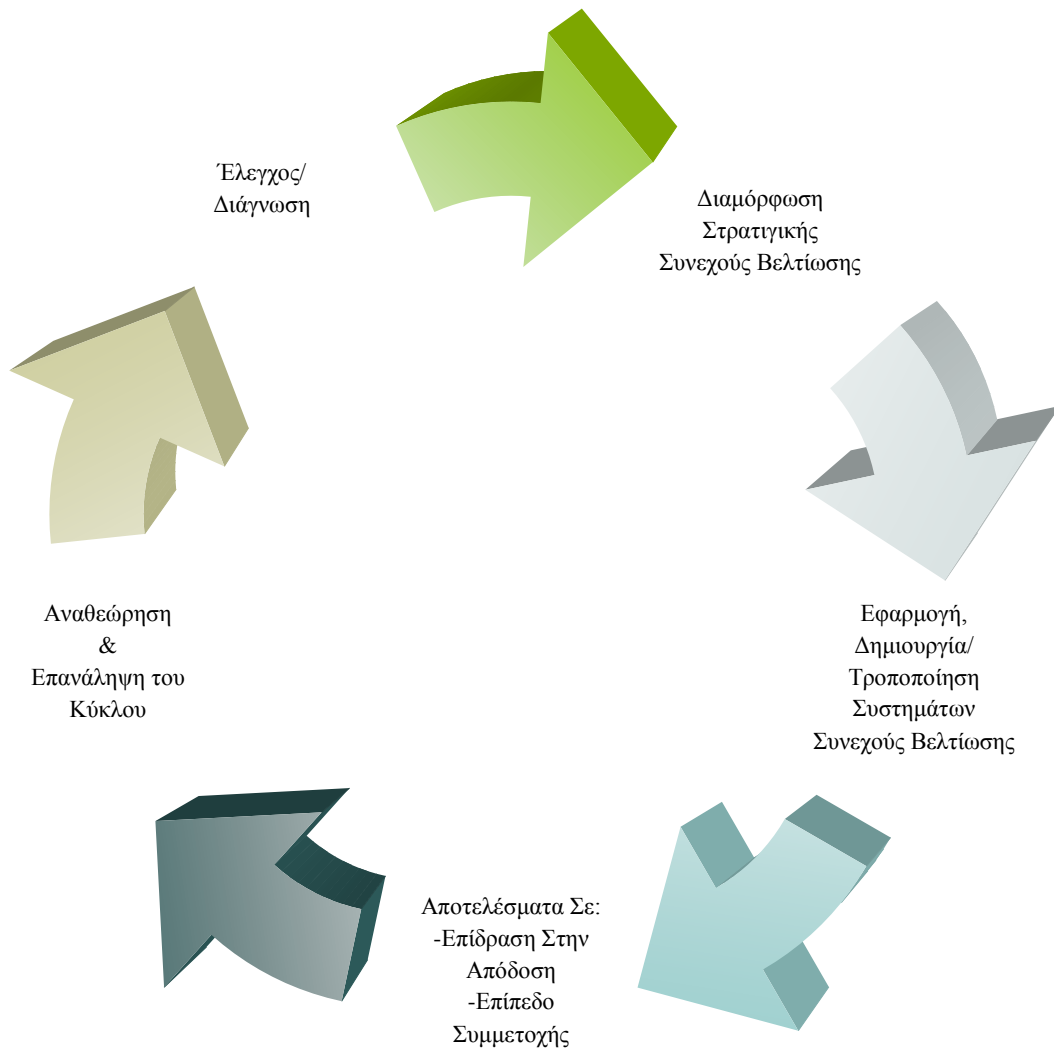 Έλεγχος/
Διάγνωση
Διαμόρφωση
Στρατιγικής
Συνεχούς Βελτίωσης
Εφαρμογή,
Δημιουργία/
Τροποποίηση
Συστημάτων
Συνεχούς Βελτίωσης
Αποτελέσματα Σε:
-Επίδραση Στην
Απόδοση
-Επίπεδο
Συμμετοχής
Αναθεώρηση
&
Επανάληψη του
Κύκλου